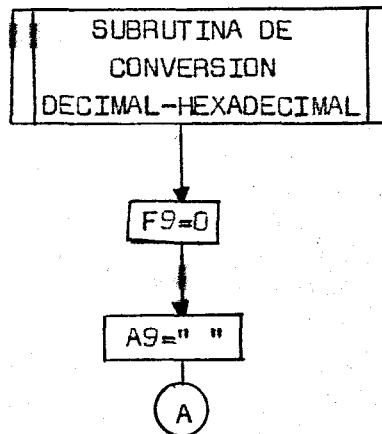 SUBRUTINA DE
CONVERSION
DECIMAL-HEXADECIMAL
F9=0
A9=" "
A